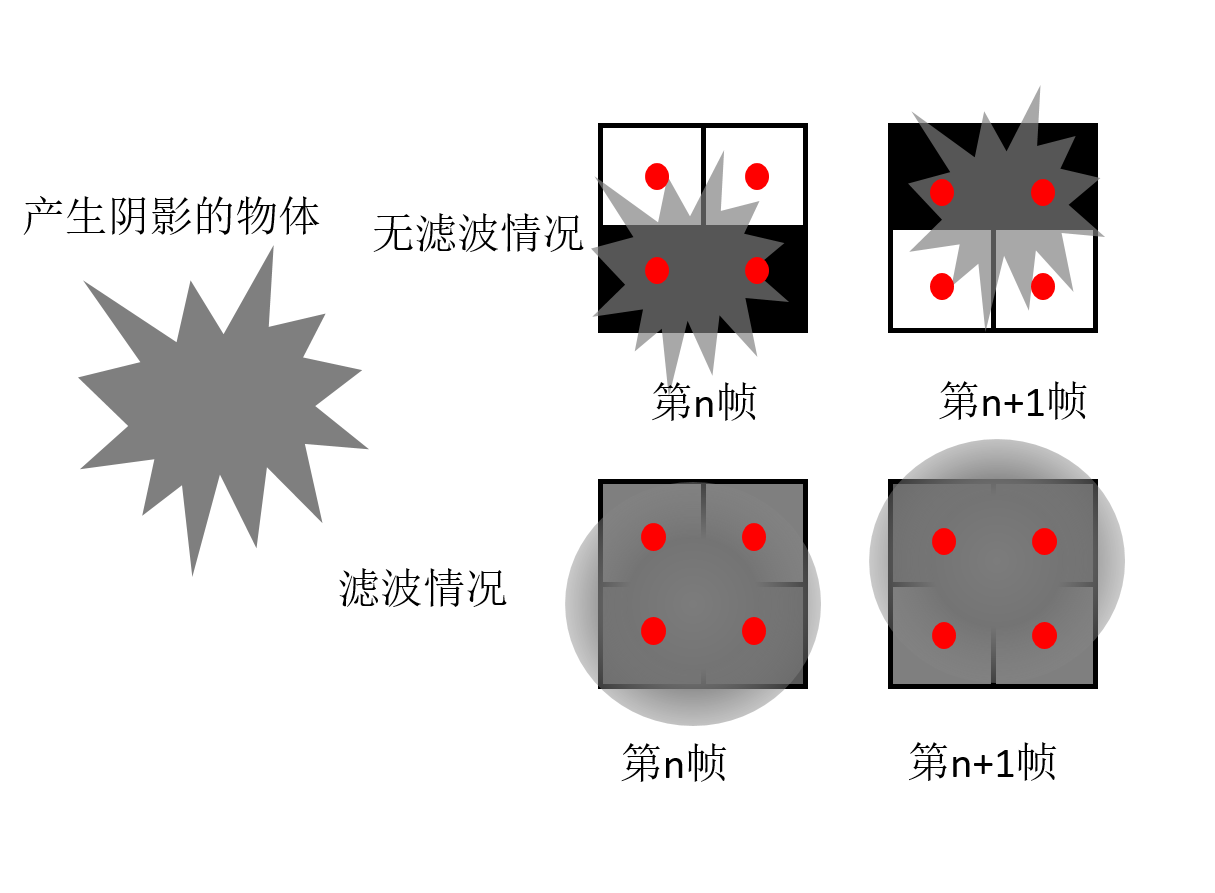 产生阴影的物体
无滤波情况
第n帧
第n+1帧
滤波情况
第n帧
第n+1帧